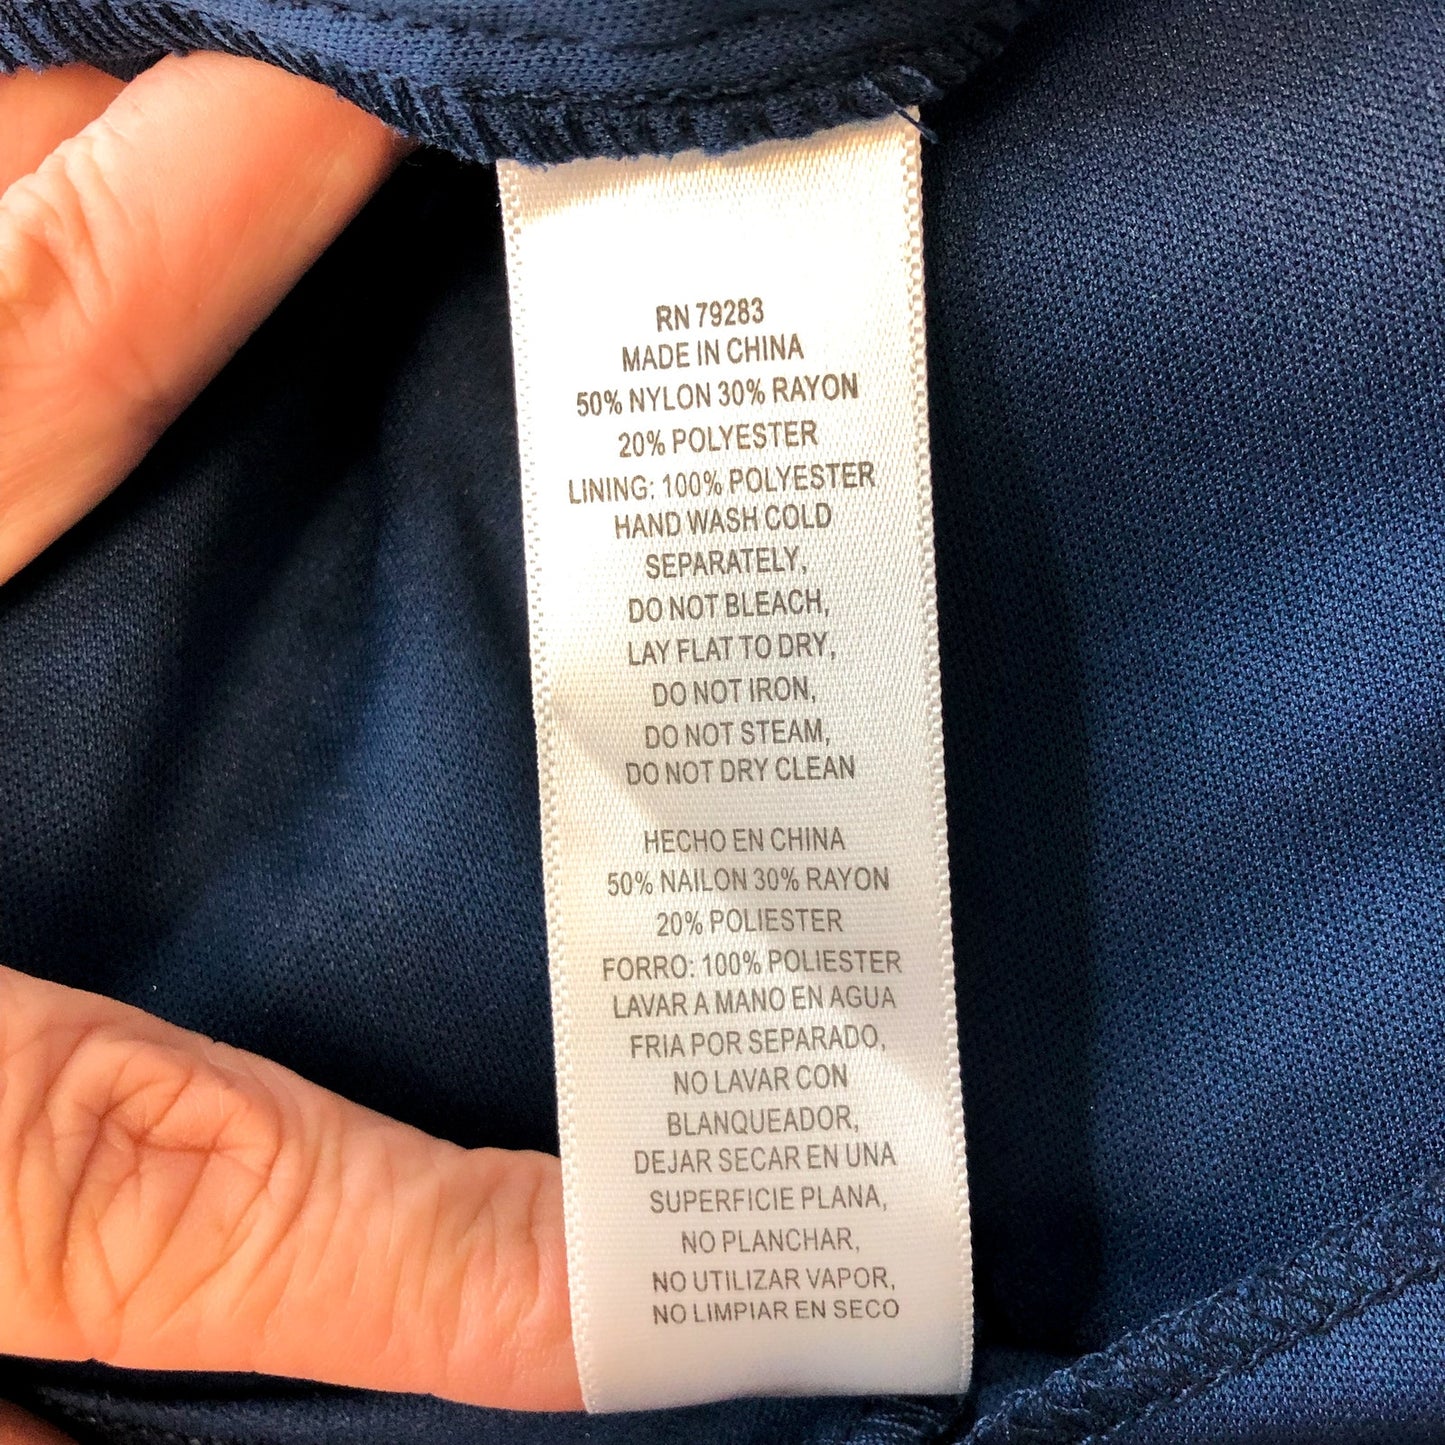 RN 79283
MADE IN CHINA
50% NYLON 30% RAYON
20% POLYESTER
LINING: 100% POLYESTER
HAND WASH COLD
SEPARATELY,
DO NOT BLEACH,
LAY FLAT TO DRY,
DO NOT IRON,
DO NOT STEAM,
DO NOT DRY CLEAN
HECHO EN CHINA
50% NAILON 30% RAYON
20% POLIESTER
FORRO: 100% POLIESTER
LAVAR A MANO EN AGUA
FRIA POR SEPARADO,
NO LAVAR CON
BLANQUEADOR,
DEJAR SECAR EN UNA
SUPERFICIE PLANA,
NO PLANCHAR,
NO UTILIZAR VAPOR,
NO LIMPIAR EN SECO